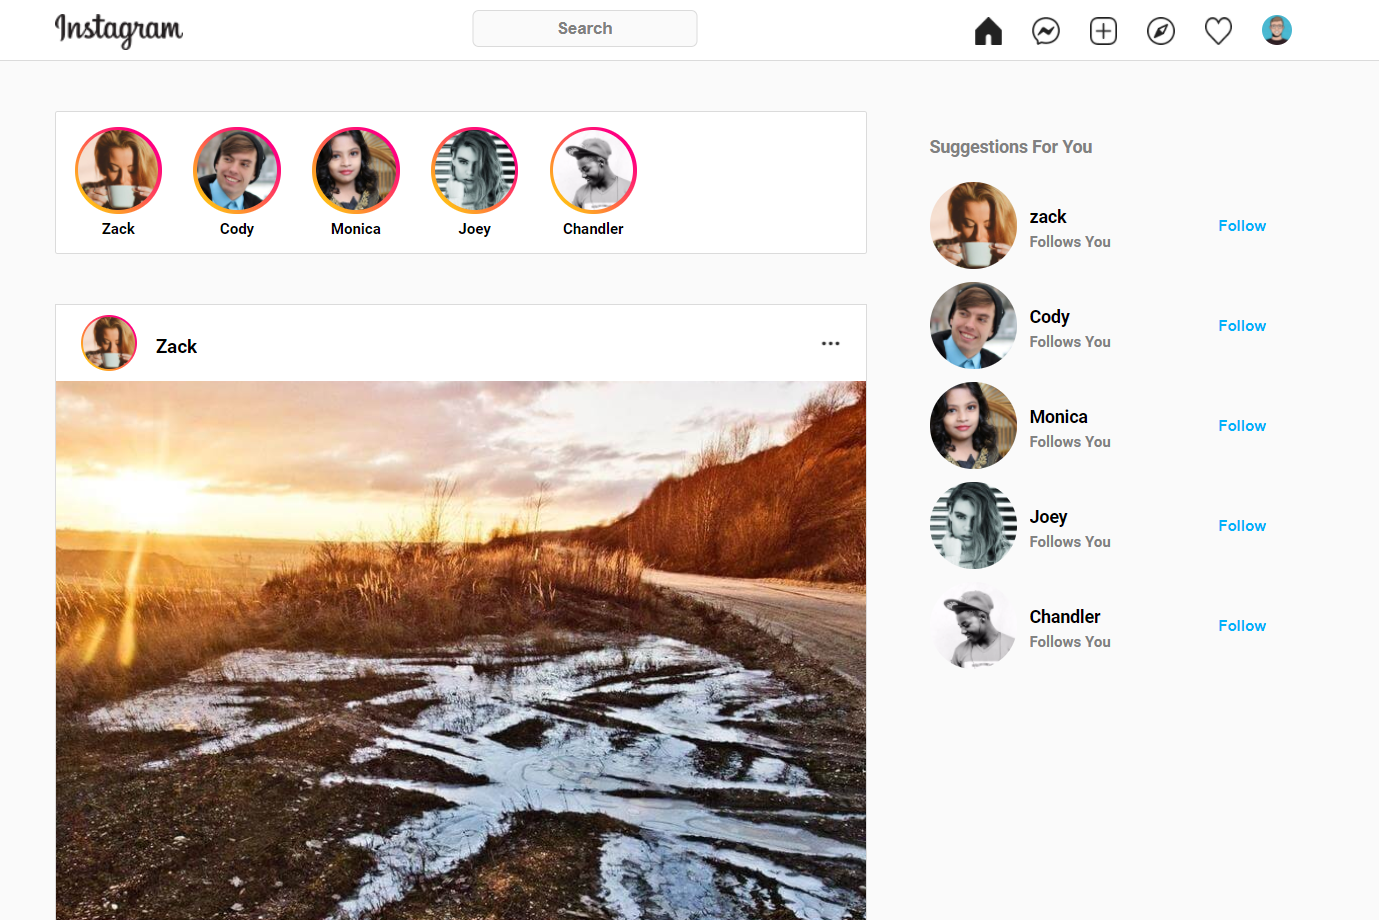 Instagram
Search
Zack
Cody
Monica
Joey
Chandler
Zack
Suggestions For You
zack
Follows You
Follow
Cody
Follows You
Follow
Monica
Follows You
Follow
Joey
Follows You
Follow
Chandler
Follows You
Follow